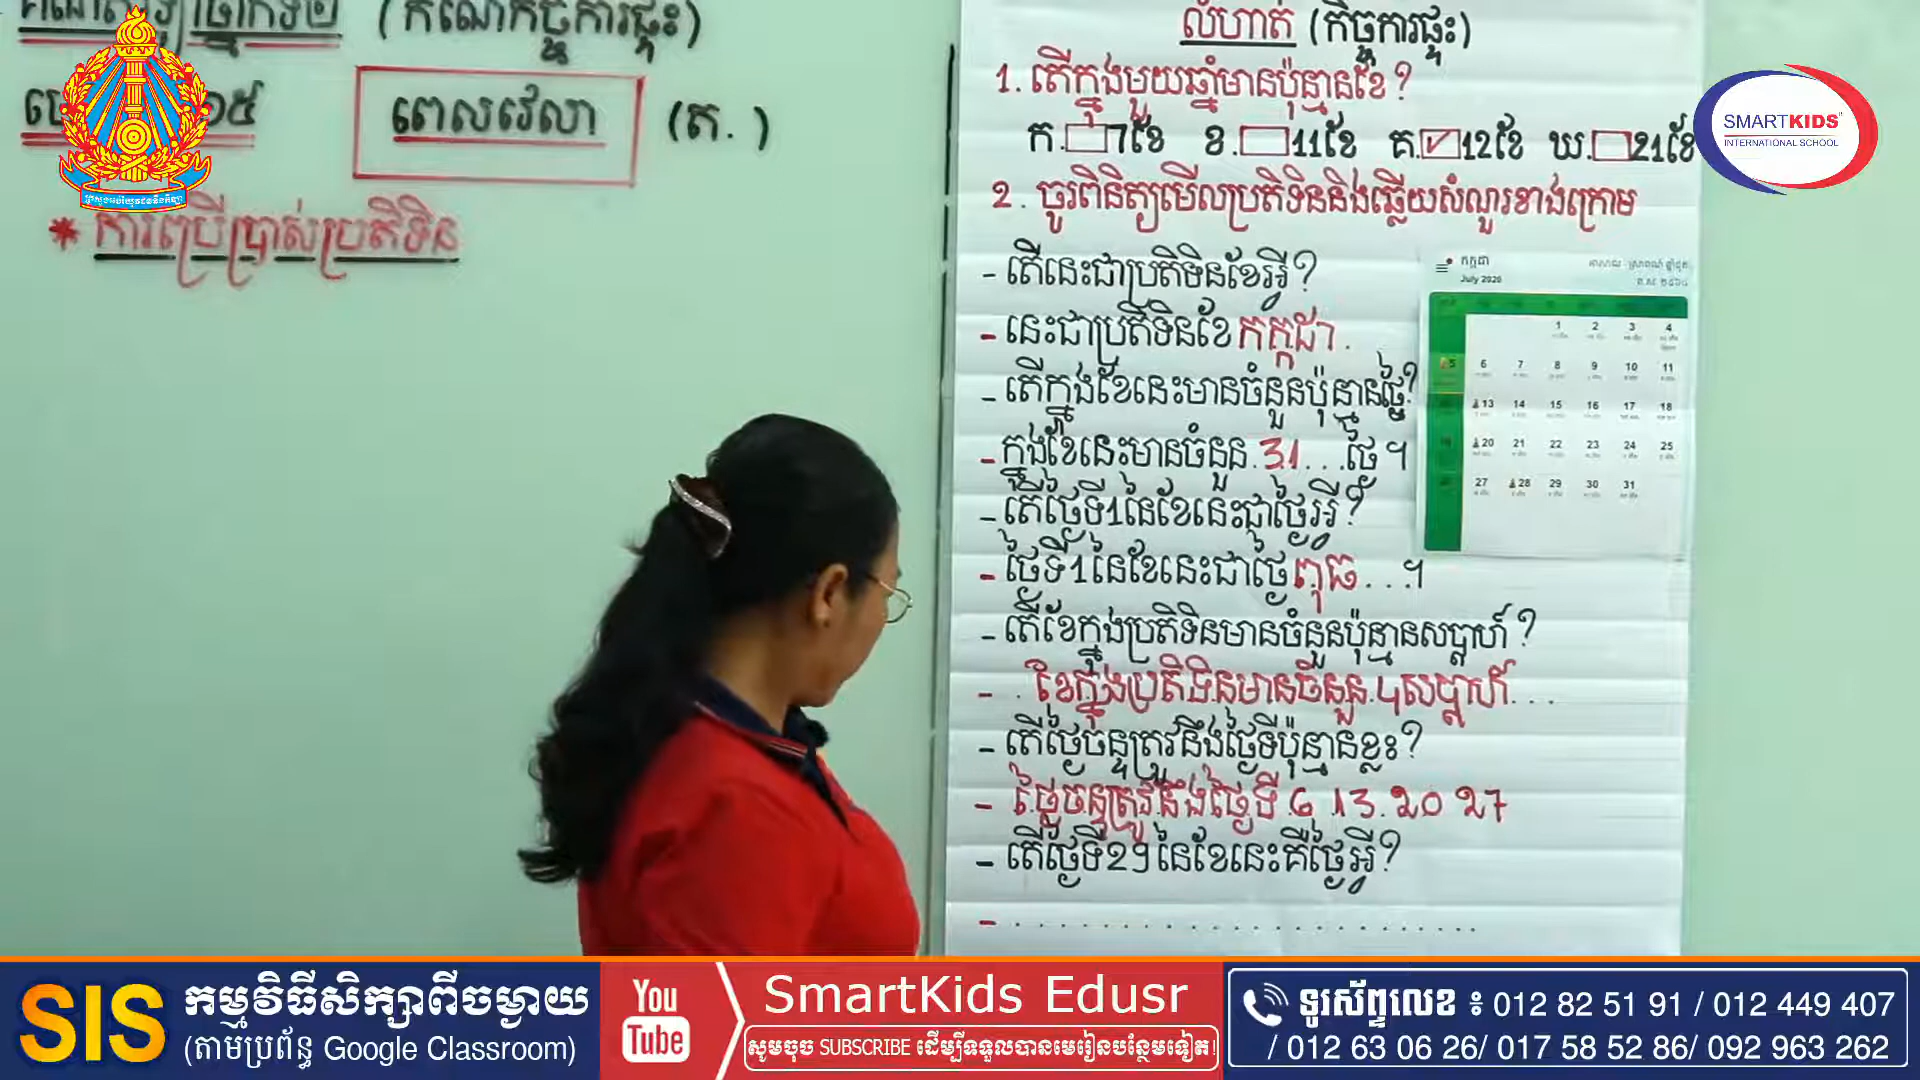 (កំណែកិច្ចការផ្ទះ)
ពេលវេលា (ត.)
* ការប្រើប្រាស់ប្រតិទិន
លំហាត់ (កិច្ចការផ្ទះ)
1. តើក្នុងមួយឆ្នាំមានប៉ុន្មានខែ?
ក. 7ខែ ខ. 11ខែ គ. ✓ 12ខែ ឃ. 21ខែ
2. ចូរពិនិត្យមើលប្រតិទិននិងឆ្លើយសំណួរខាងក្រោម
- តើនេះជាប្រតិទិនខែអ្វី?
- នេះជាប្រតិទិនខែកក្កដា.
- តើក្នុងខែនេះមានចំនួនប៉ុន្មានថ្ងៃ?
- ក្នុងខែនេះមានចំនួន.31...ថ្ងៃ។
- តើថ្ងៃទី1នៃខែនេះជាថ្ងៃអ្វី?
- ថ្ងៃទី1នៃខែនេះជាថ្ងៃពុធ...។
- តើខែក្នុងប្រតិទិនមានចំនួនប៉ុន្មានសប្តាហ៍?
- . ខែក្នុងប្រតិទិនមានចំនួន.4សប្តាហ៍...
- តើថ្ងៃចន្ទត្រូវនឹងថ្ងៃទីប៉ុន្មានខ្លះ?
- ថ្ងៃចន្ទត្រូវនឹងថ្ងៃទី 6 13. 20 27
- តើថ្ងៃទី29 នៃខែនេះគឺថ្ងៃអ្វី?
- . . . . . . . . . . . . . . . . . . . .
កក្កដា
July 2020
1 2 3 4
5 6 7 8 9 10 11
13 14 15 16 17 18
20 21 22 23 24 25
27 28 29 30 31
SMARTKIDS
INTERNATIONAL SCHOOL
SIS កម្មវិធីសិក្សាពីចម្ងាយ
(តាមប្រព័ន្ធ Google Classroom)
You Tube
SmartKids Edusr
សូមចុច SUBSCRIBE ដើម្បីទទួលបានមេរៀនបន្ថែមទៀត!
ទូរស័ព្ទលេខ ៖ 012 82 51 91 / 012 449 407
/ 012 63 06 26/ 017 58 52 86/ 092 963 262